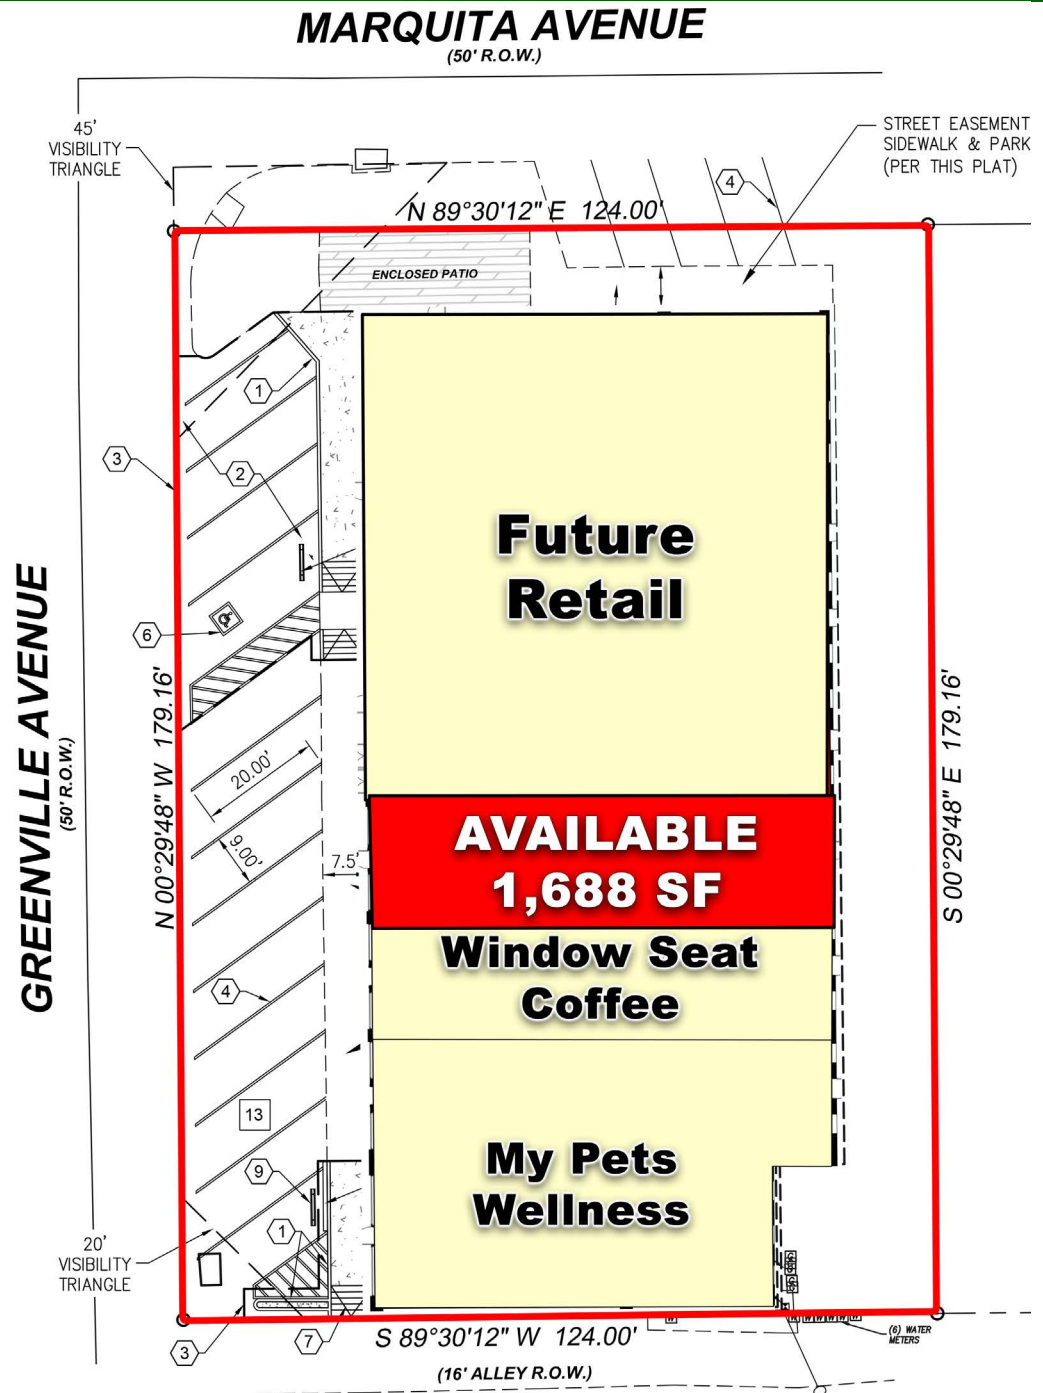 MARQUITA AVENUE
(50' R.O.W.)
45'
VISIBILITY
TRIANGLE
STREET EASEMENT
SIDEWALK & PARK
(PER THIS PLAT)
4
N 89°30'12" E 124.00'
ENCLOSED PATIO
1
3
2
Future
Retail
6
GREENVILLE AVENUE
(50' R.O.W.)
N 00°29'48" W 179.16'
S 00°29'48" E 179.16'
20.00'
9.00'
7.5'
AVAILABLE
1,688 SF
Window Seat
Coffee
4
13
My Pets
Wellness
9
1
20'
VISIBILITY
TRIANGLE
3
7
S 89°30'12" W 124.00'
(16' ALLEY R.O.W.)
(6) WATER
METERS